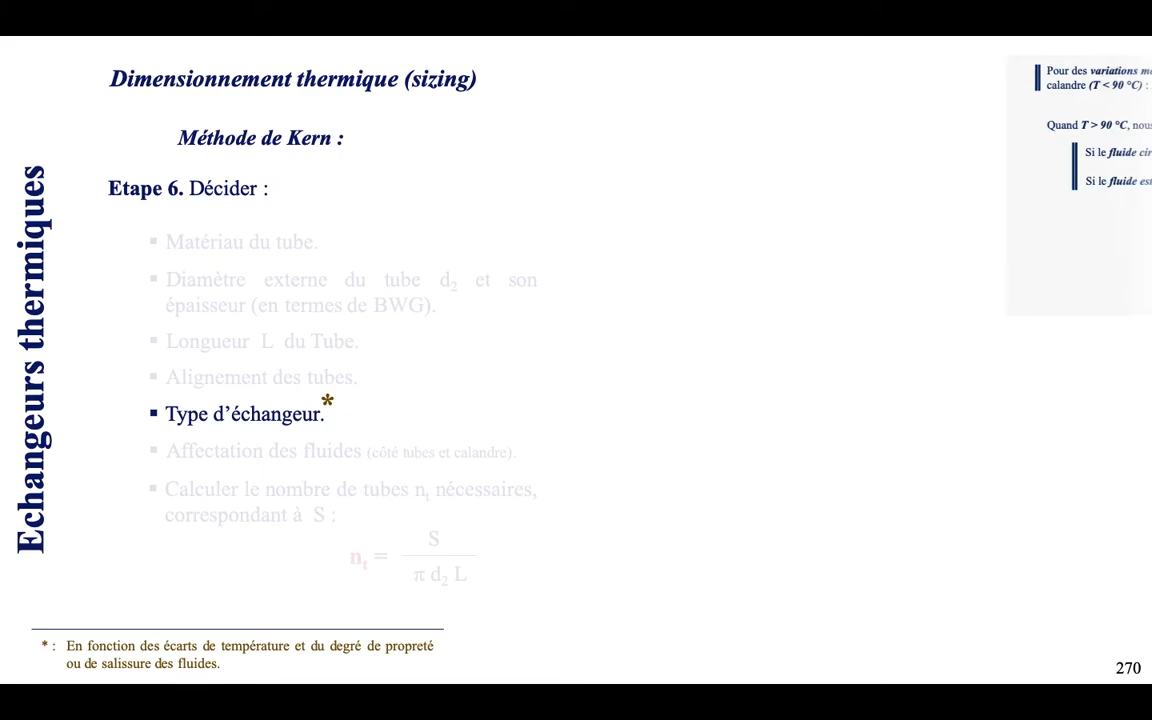 Dimensionnement thermique (sizing)
Méthode de Kern :
Etape 6. Décider :
▪ Matériau du tube.
▪ Diamètre externe du tube d₂ et son
épaisseur (en termes de BWG).
▪ Longueur L du Tube.
▪ Alignement des tubes.
▪ Type d’échangeur.*
▪ Affectation des fluides (côté tubes et calandre).
▪ Calculer le nombre de tubes nₜ nécessaires,
correspondant à S :
nₜ = S
π d₂ L
* : En fonction des écarts de température et du degré de propreté
ou de salissure des fluides.
Echangeurs thermiques
Pour des variations
calandre (T < 90 °C) :
Quand T > 90 °C,
Si le fluide
Si le fluide
270